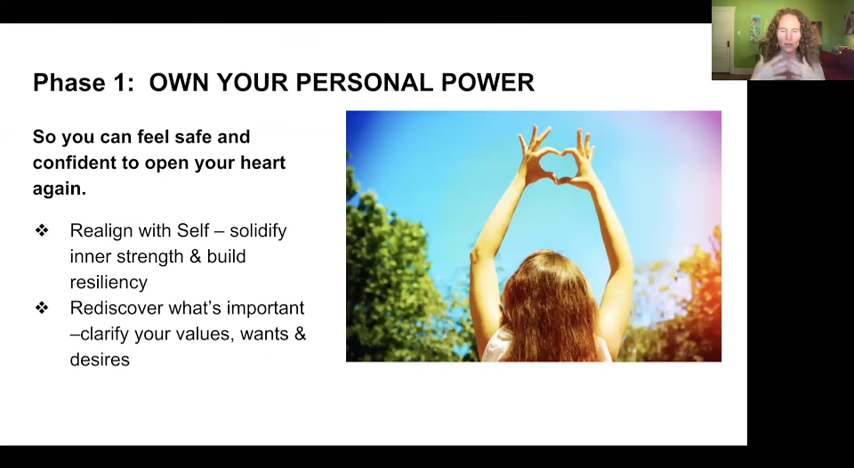 Phase 1:  OWN YOUR PERSONAL POWER
So you can feel safe and
confident to open your heart
again.
❖ Realign with Self – solidify
inner strength & build
resiliency
❖ Rediscover what’s important
–clarify your values, wants &
desires